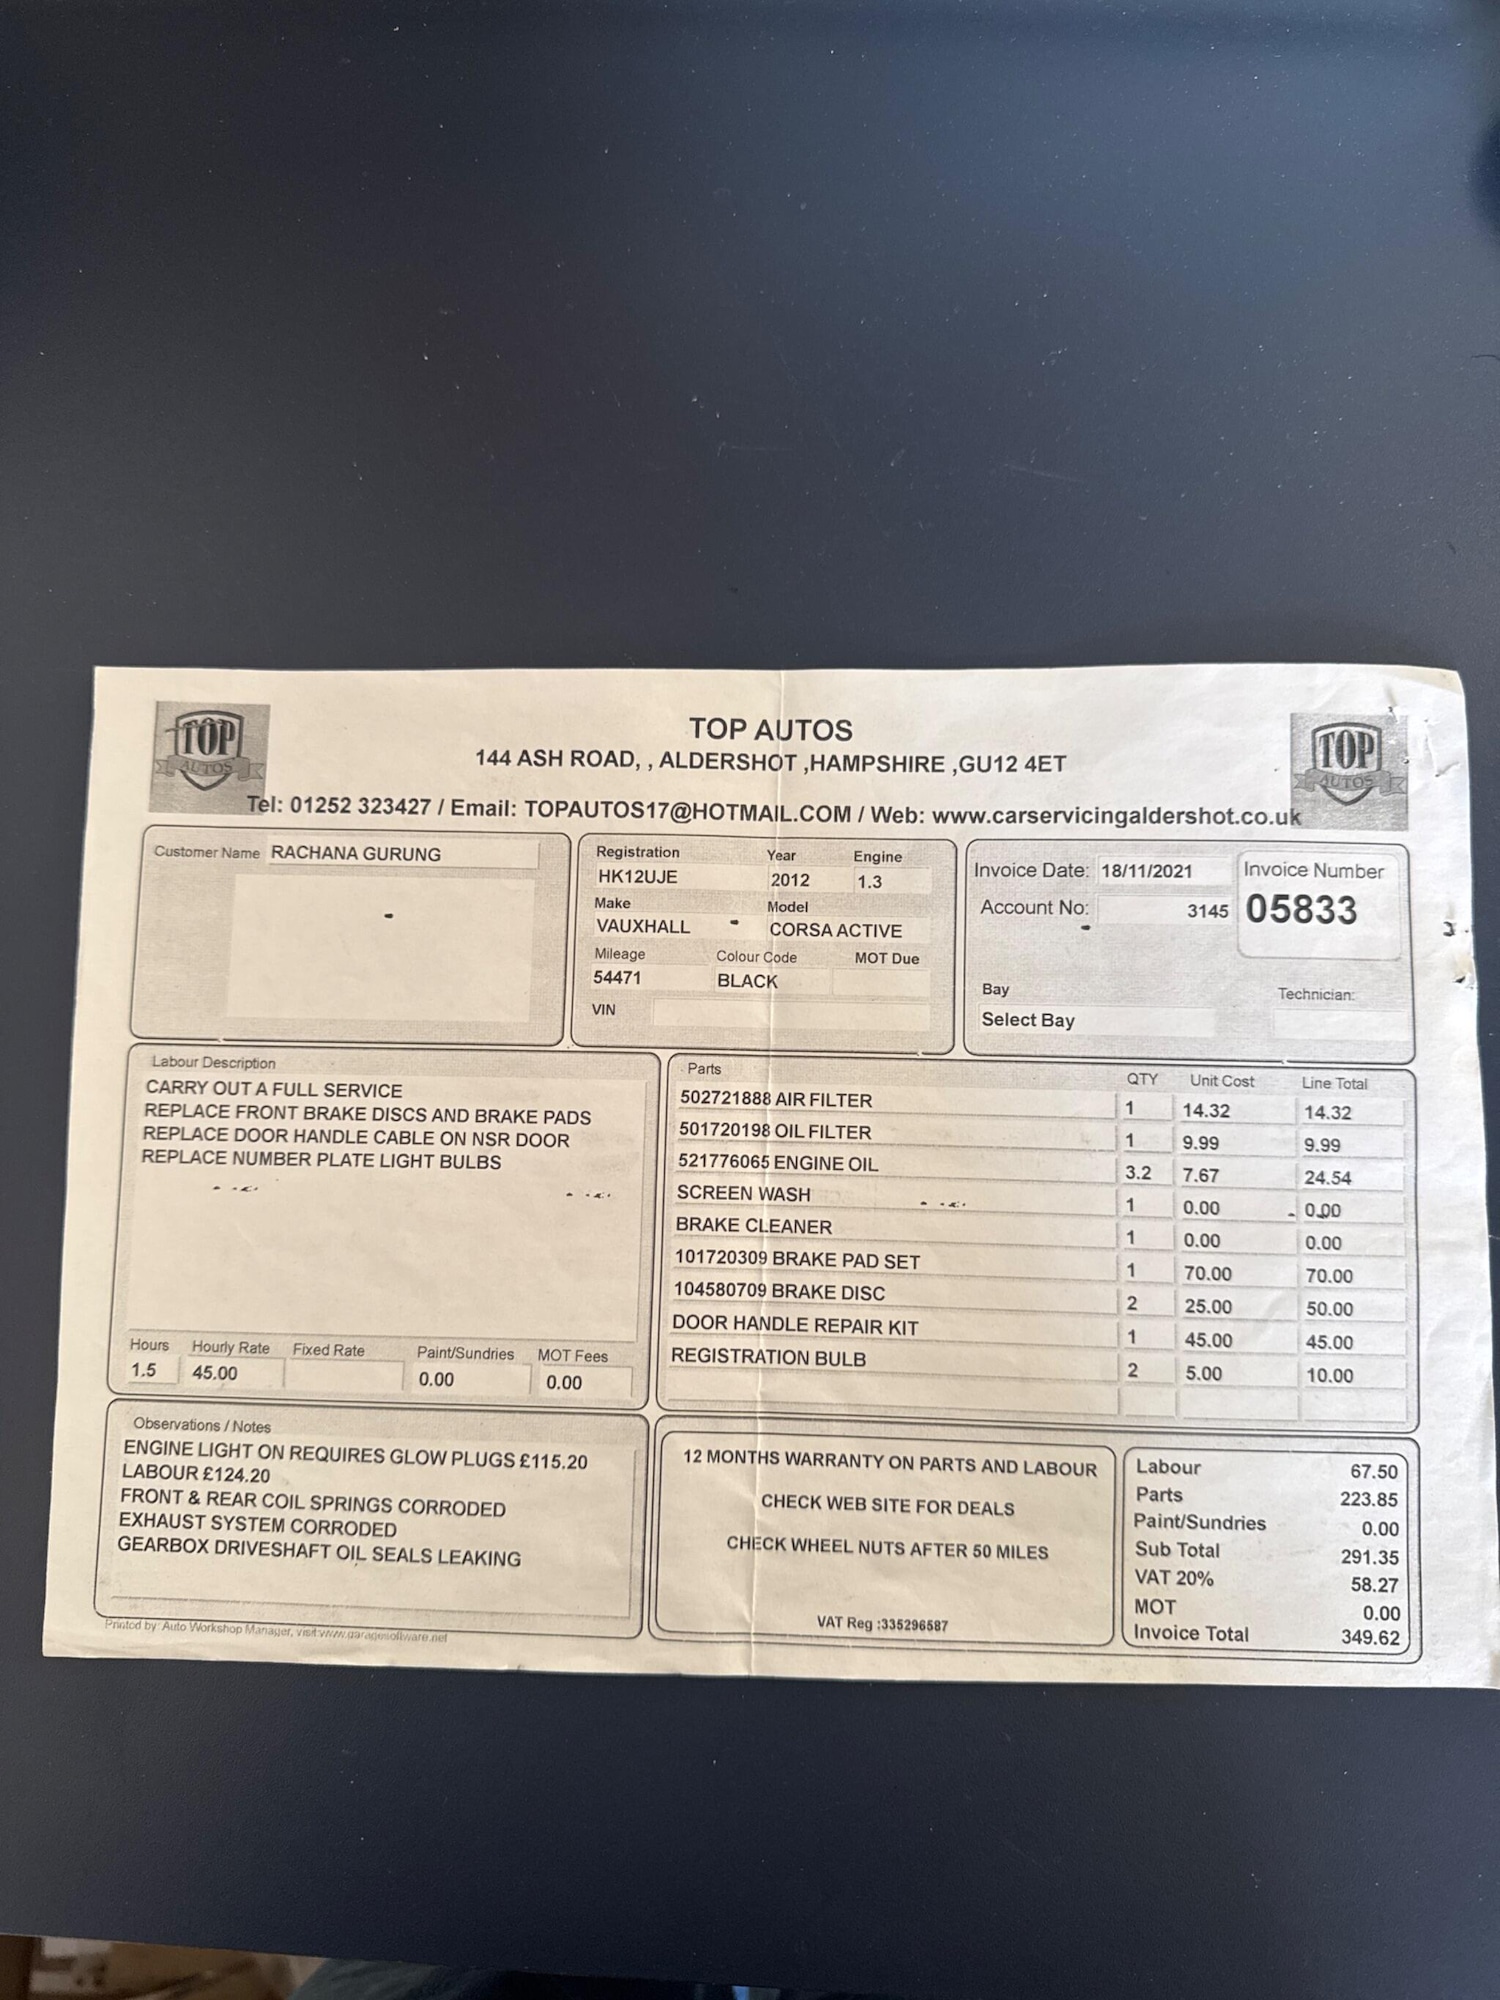 TOP AUTOS
TOP AUTOS
TOP AUTOS
144 ASH ROAD, , ALDERSHOT ,HAMPSHIRE ,GU12 4ET
Tel: 01252 323427 / Email: TOPAUTOS17@HOTMAIL.COM / Web: www.carservicingaldershot.co.uk
Customer Name RACHANA GURUNG
Registration Year Engine
HK12UJE 2012 1.3
Make Model
VAUXHALL CORSA ACTIVE
Mileage Colour Code MOT Due
54471 BLACK
VIN
Invoice Date: 18/11/2021
Account No: 3145
Invoice Number
05833
Bay Technician:
Select Bay
Labour Description
CARRY OUT A FULL SERVICE
REPLACE FRONT BRAKE DISCS AND BRAKE PADS
REPLACE DOOR HANDLE CABLE ON NSR DOOR
REPLACE NUMBER PLATE LIGHT BULBS
Hours Hourly Rate Fixed Rate Paint/Sundries MOT Fees
1.5 45.00 0.00 0.00
Parts QTY Unit Cost Line Total
502721888 AIR FILTER 1 14.32 14.32
501720198 OIL FILTER 1 9.99 9.99
521776065 ENGINE OIL 3.2 7.67 24.54
SCREEN WASH 1 0.00 0.00
BRAKE CLEANER 1 0.00 0.00
101720309 BRAKE PAD SET 1 70.00 70.00
104580709 BRAKE DISC 2 25.00 50.00
DOOR HANDLE REPAIR KIT 1 45.00 45.00
REGISTRATION BULB 2 5.00 10.00
Observations / Notes
ENGINE LIGHT ON REQUIRES GLOW PLUGS £115.20
LABOUR £124.20
FRONT & REAR COIL SPRINGS CORRODED
EXHAUST SYSTEM CORRODED
GEARBOX DRIVESHAFT OIL SEALS LEAKING
12 MONTHS WARRANTY ON PARTS AND LABOUR
CHECK WEB SITE FOR DEALS
CHECK WHEEL NUTS AFTER 50 MILES
VAT Reg :335296587
Labour 67.50
Parts 223.85
Paint/Sundries 0.00
Sub Total 291.35
VAT 20% 58.27
MOT 0.00
Invoice Total 349.62
Printed by: Auto Workshop Manager, visit www.garagesoftware.net